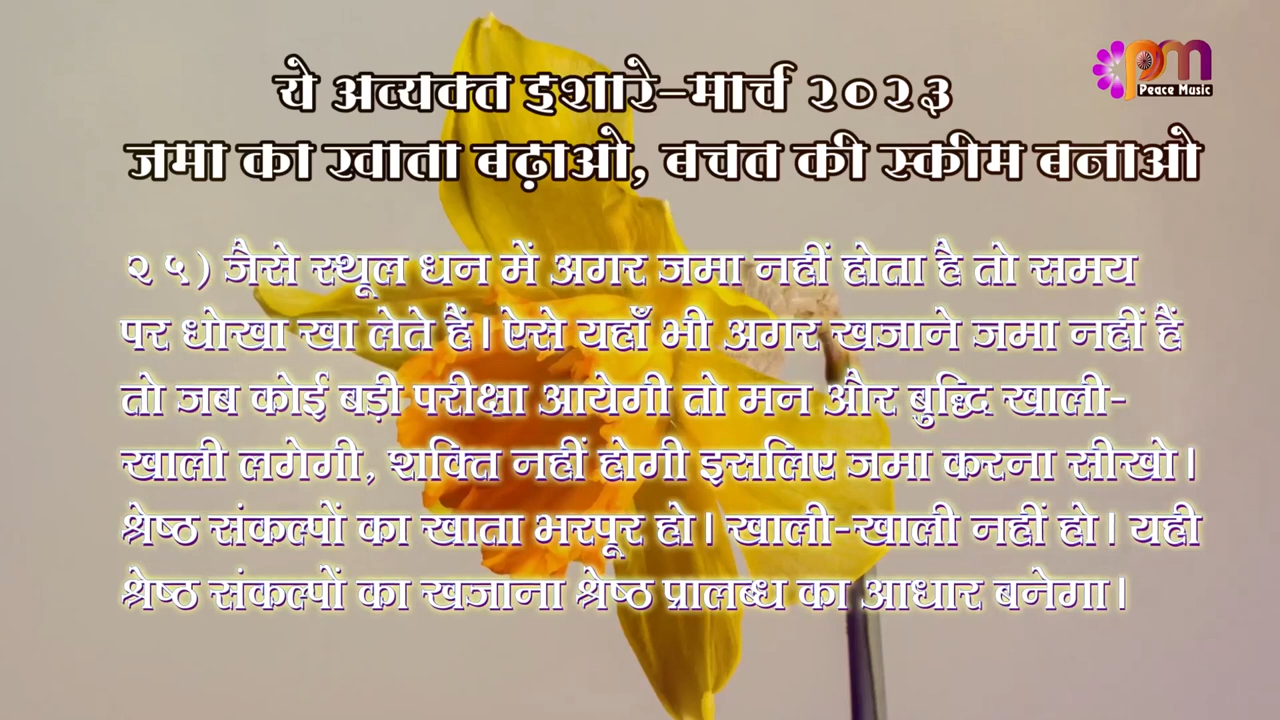 ये अव्यक्त इशारे-मार्च २०२३
pm
Peace Music
जमा का खाता बढ़ाओ, बचत की स्कीम बनाओ
२५) जैसे स्थूल धन में अगर जमा नहीं होता है तो समय
पर धोखा खा लेते हैं। ऐसे यहाँ भी अगर खजाने जमा नहीं हैं
तो जब कोई बड़ी परीक्षा आयेगी तो मन और बुद्धि खाली-
खाली लगेगी, शक्ति नहीं होगी इसलिए जमा करना सीखो।
श्रेष्ठ संकल्पों का खाता भरपूर हो। खाली-खाली नहीं हो। यही
श्रेष्ठ संकल्पों का खजाना श्रेष्ठ प्रालब्ध का आधार बनेगा।